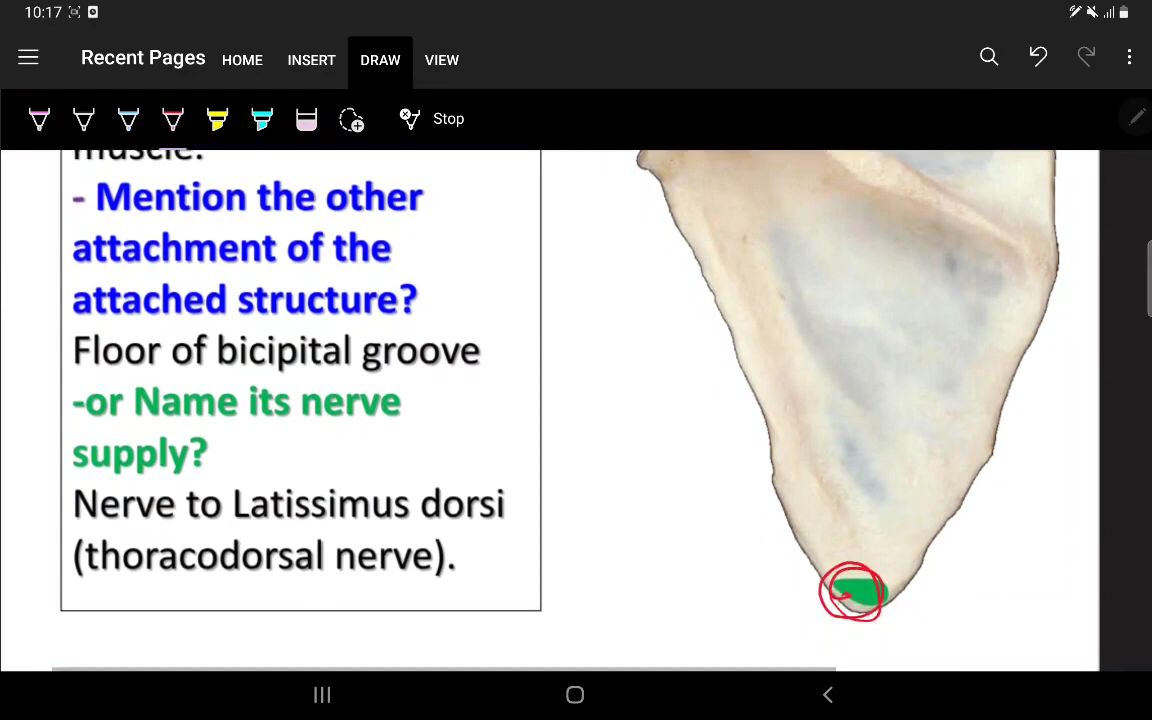 10:17
Recent Pages HOME INSERT DRAW VIEW
Stop
muscle.
- Mention the other
attachment of the
attached structure?
Floor of bicipital groove
-or Name its nerve
supply?
Nerve to Latissimus dorsi
(thoracodorsal nerve).